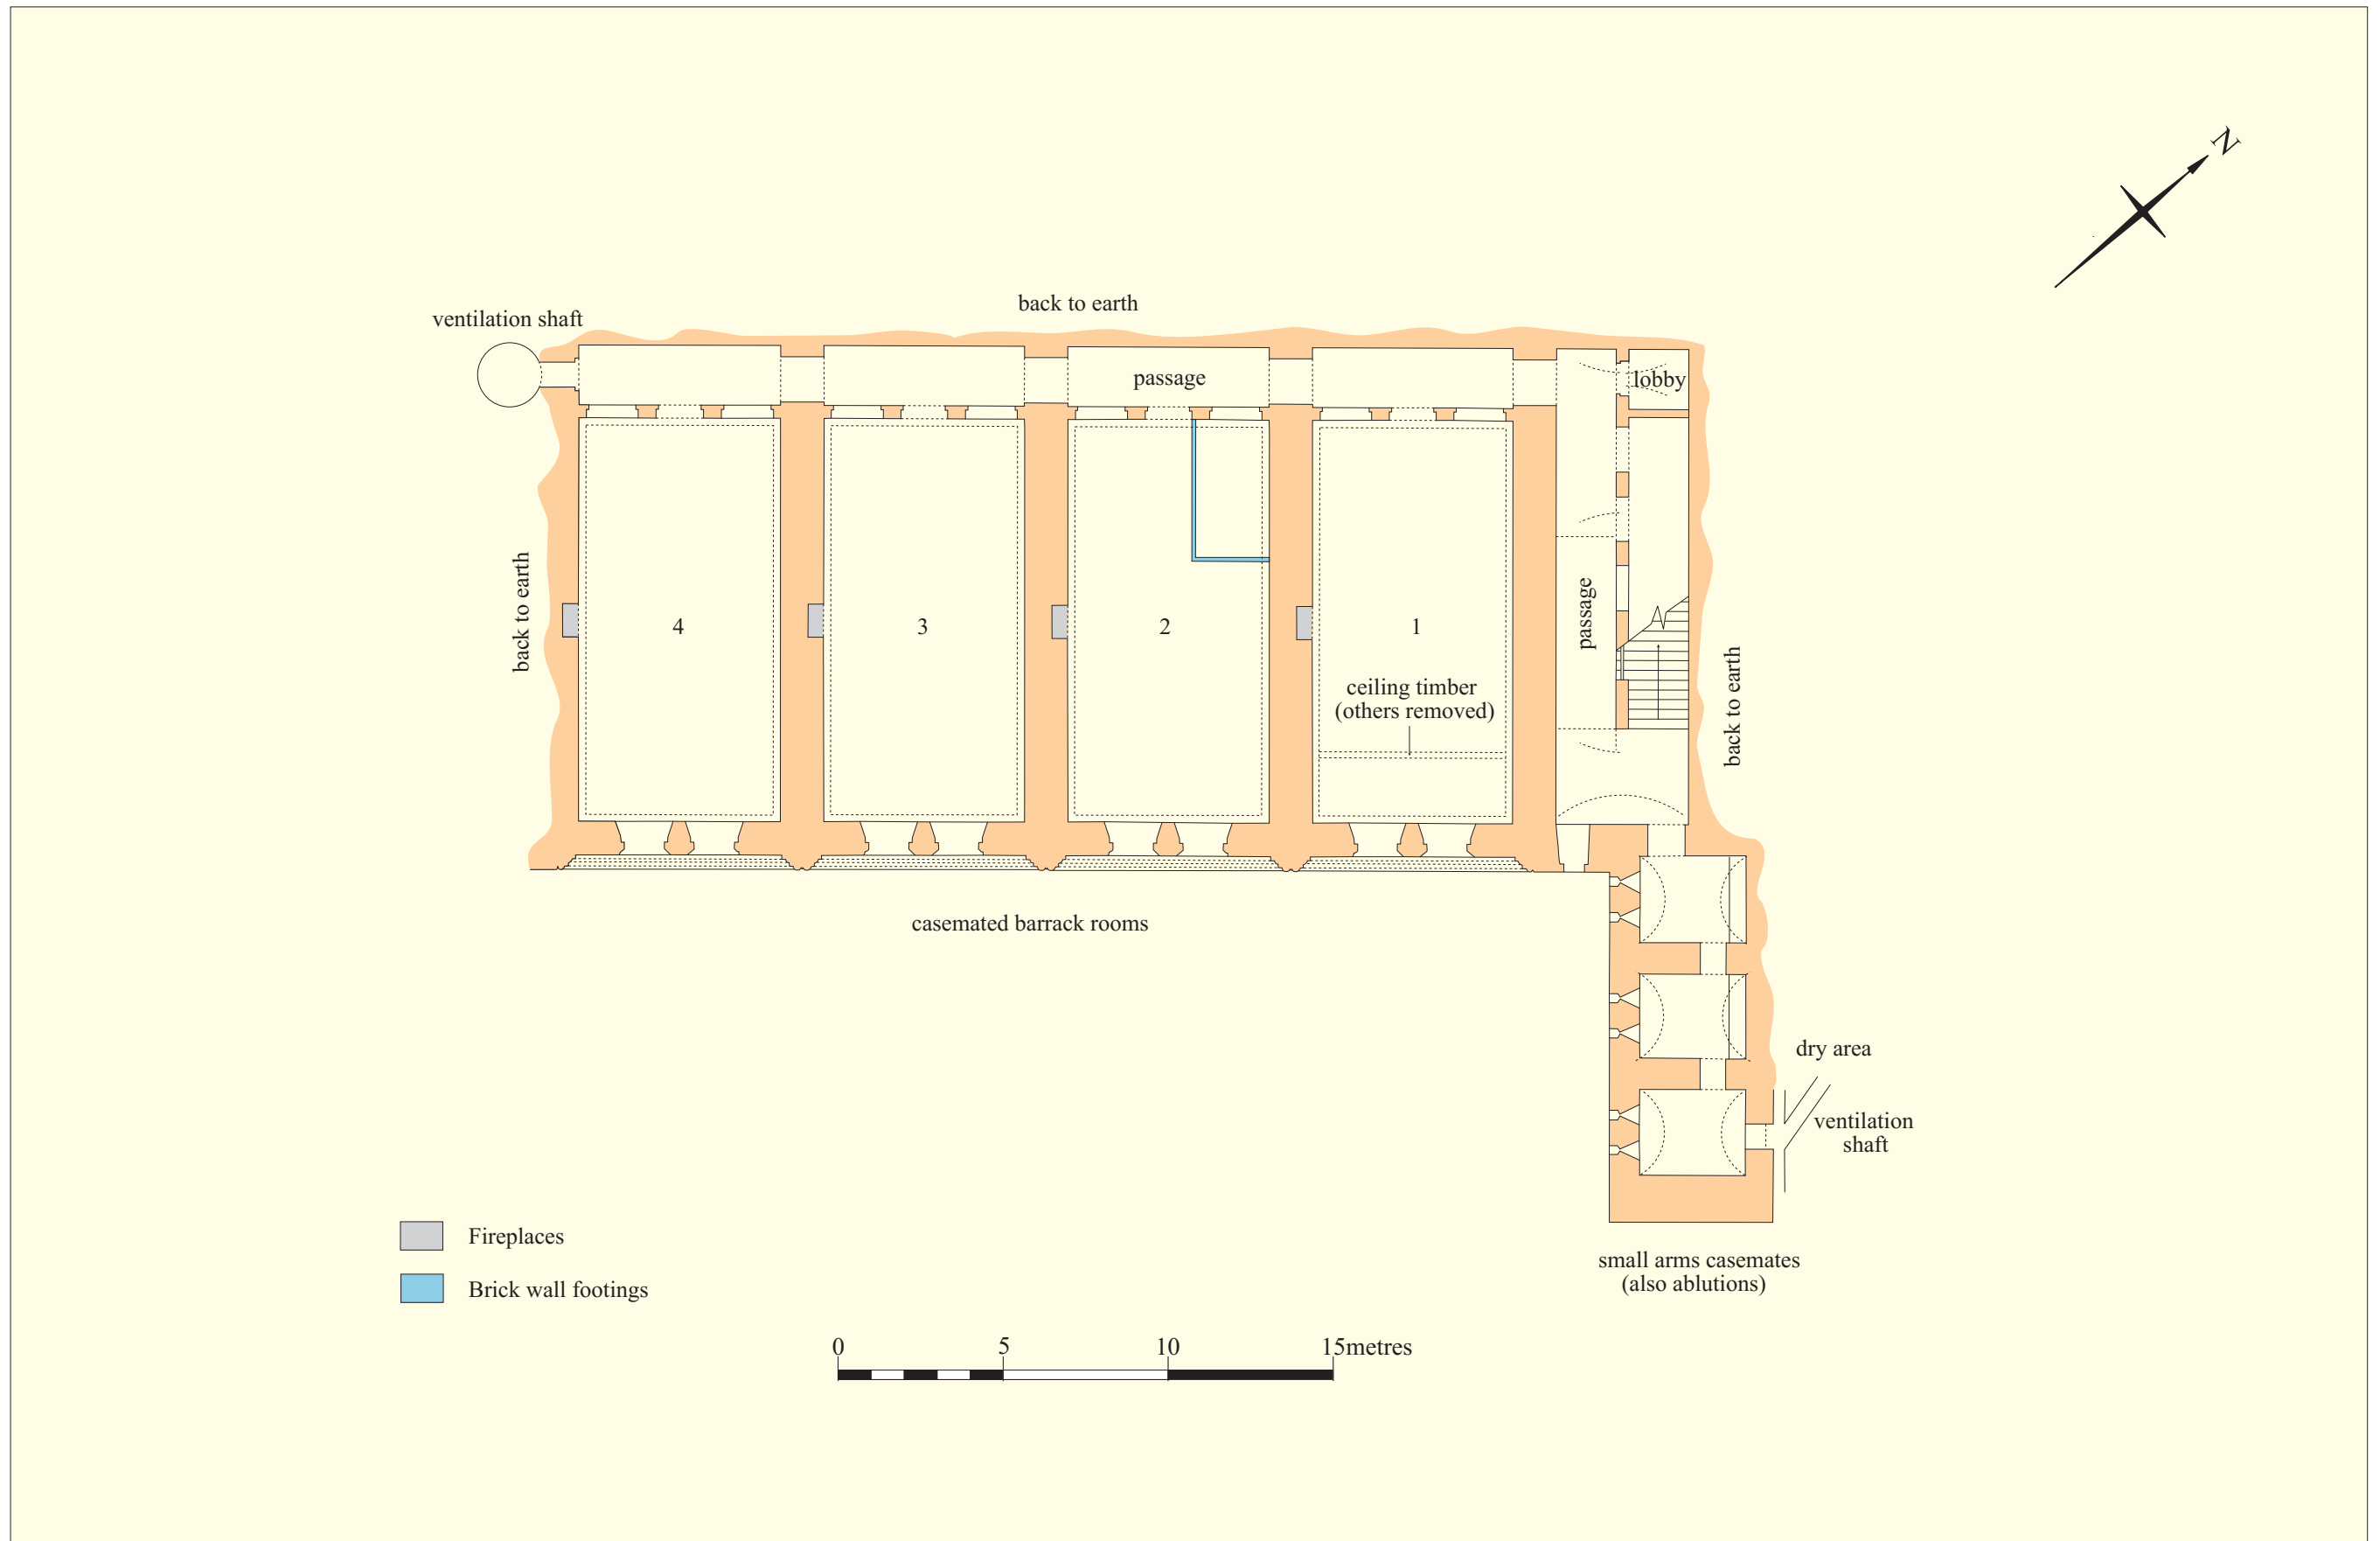 N
back to earth
ventilation shaft
passage
lobby
back to earth
4
3
2
1
passage
ceiling timber
(others removed)
back to earth
casemated barrack rooms
dry area
ventilation
shaft
Fireplaces
Brick wall footings
small arms casemates
(also ablutions)
0 5 10 15metres